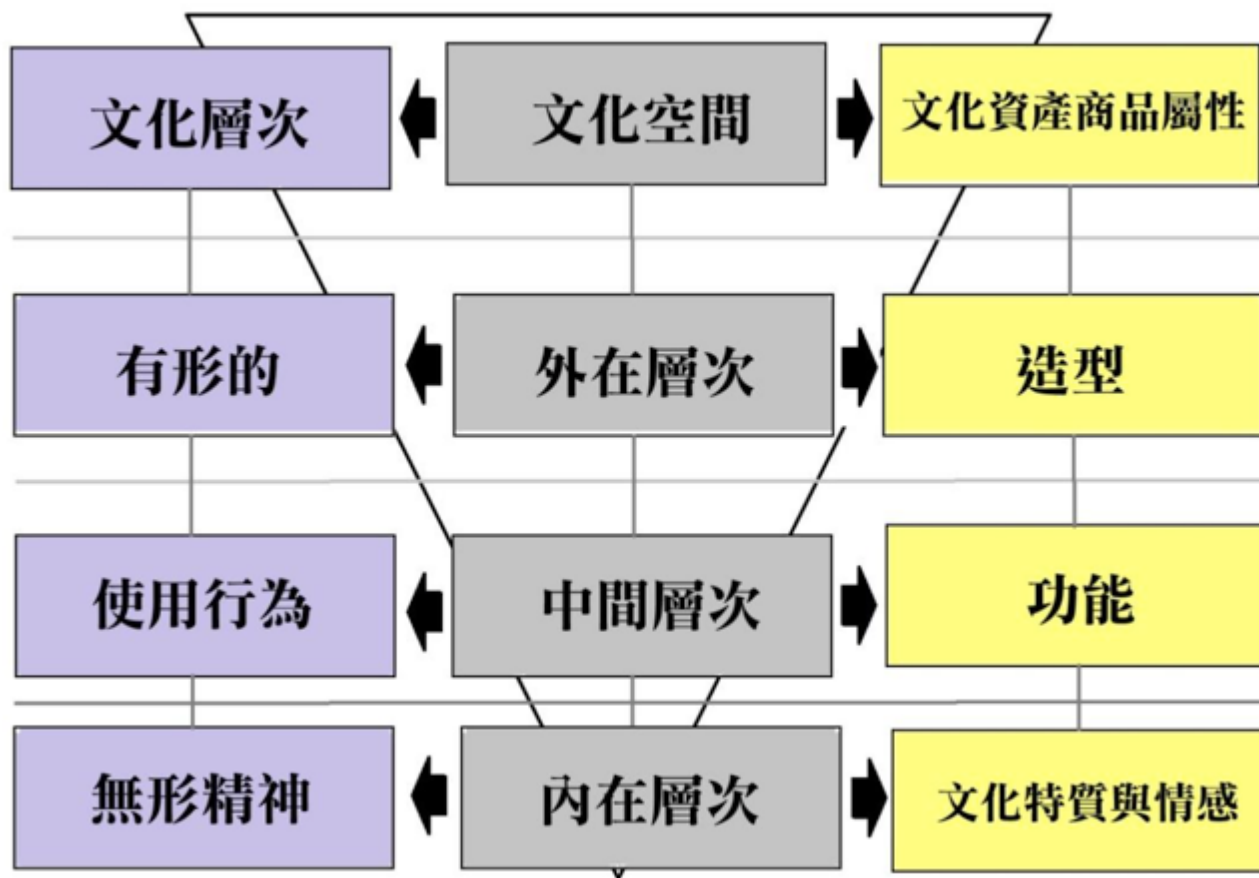 文化層次
文化空間
文化資產商品屬性
有形的
外在層次
造型
使用行為
中間層次
功能
無形精神
內在層次
文化特質與情感